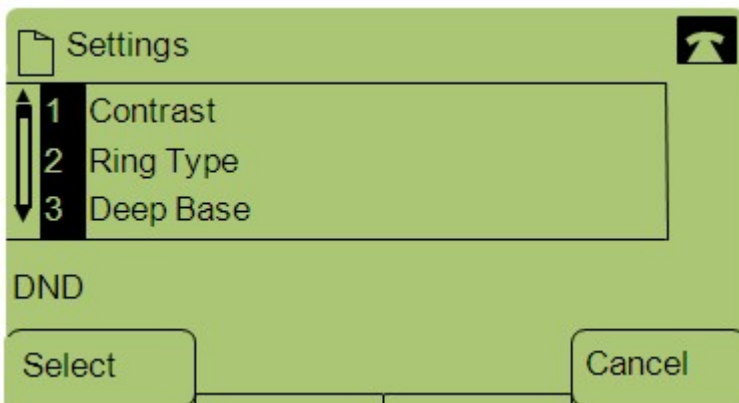 Settings
1 Contrast
2 Ring Type
3 Deep Base
DND
Select Cancel